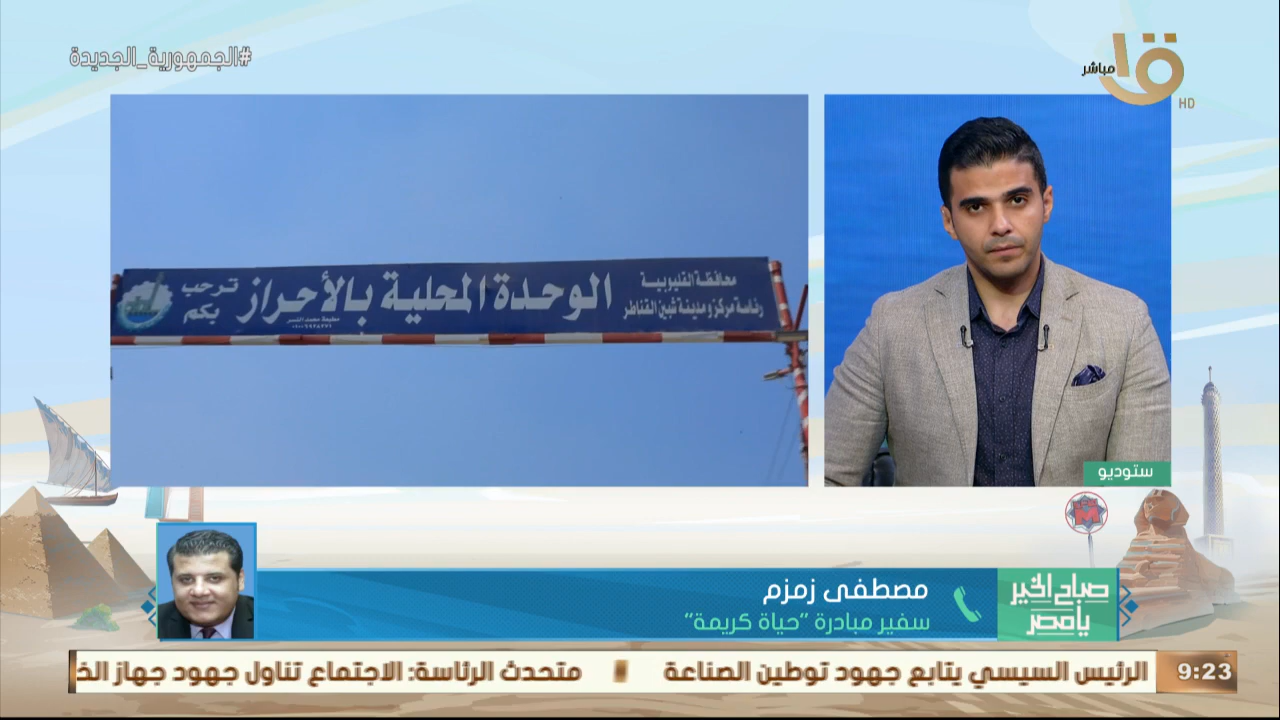 #الجمهورية_الجديدة
مباشر
HD
محافظة القليوبية
رئاسة مركز ومدينة شبين القناطر
الوحدة المحلية بالأحراز
ترحب
بكم
ستوديو
صباح الخير
يا مصر
مصطفى زمزم
سفير مبادرة "حياة كريمة"
9:23
الرئيس السيسي يتابع جهود توطين الصناعة
متحدث الرئاسة: الاجتماع تناول جهود جهاز الخ